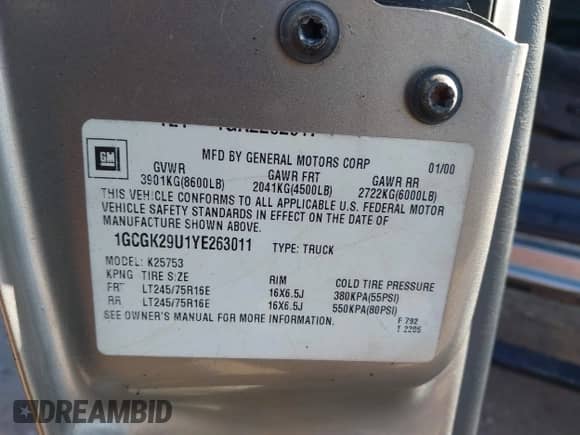 GM
MFD BY GENERAL MOTORS CORP 01/00
GVWR GAWR FRT GAWR RR
3901KG(8600LB) 2041KG(4500LB) 2722KG(6000LB)
THIS VEHICLE CONFORMS TO ALL APPLICABLE U.S. FEDERAL MOTOR
VEHICLE SAFETY STANDARDS IN EFFECT ON THE DATE OF
MANUFACTURE SHOWN ABOVE.
1GCGK29U1YE263011 TYPE: TRUCK
MODEL: K25753
KPNG TIRE SIZE RIM COLD TIRE PRESSURE
FRT LT245/75R16E 16X6.5J 380KPA(55PSI)
RR LT245/75R16E 16X6.5J 550KPA(80PSI)
SEE OWNER'S MANUAL FOR MORE INFORMATION.
F 792
T 2206
DREAMBID